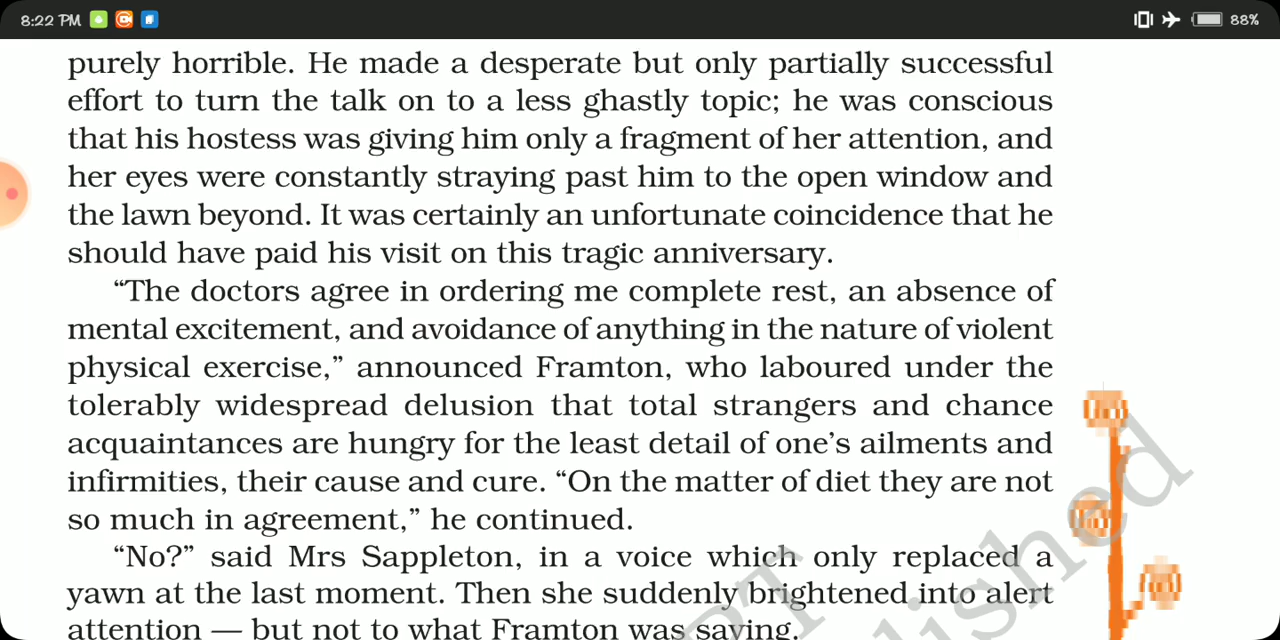 8:22 PM 88%
purely horrible. He made a desperate but only partially successful
effort to turn the talk on to a less ghastly topic; he was conscious
that his hostess was giving him only a fragment of her attention, and
her eyes were constantly straying past him to the open window and
the lawn beyond. It was certainly an unfortunate coincidence that he
should have paid his visit on this tragic anniversary.
“The doctors agree in ordering me complete rest, an absence of
mental excitement, and avoidance of anything in the nature of violent
physical exercise,” announced Framton, who laboured under the
tolerably widespread delusion that total strangers and chance
acquaintances are hungry for the least detail of one’s ailments and
infirmities, their cause and cure. “On the matter of diet they are not
so much in agreement,” he continued.
“No?” said Mrs Sappleton, in a voice which only replaced a
yawn at the last moment. Then she suddenly brightened into alert
attention — but not to what Framton was saying.